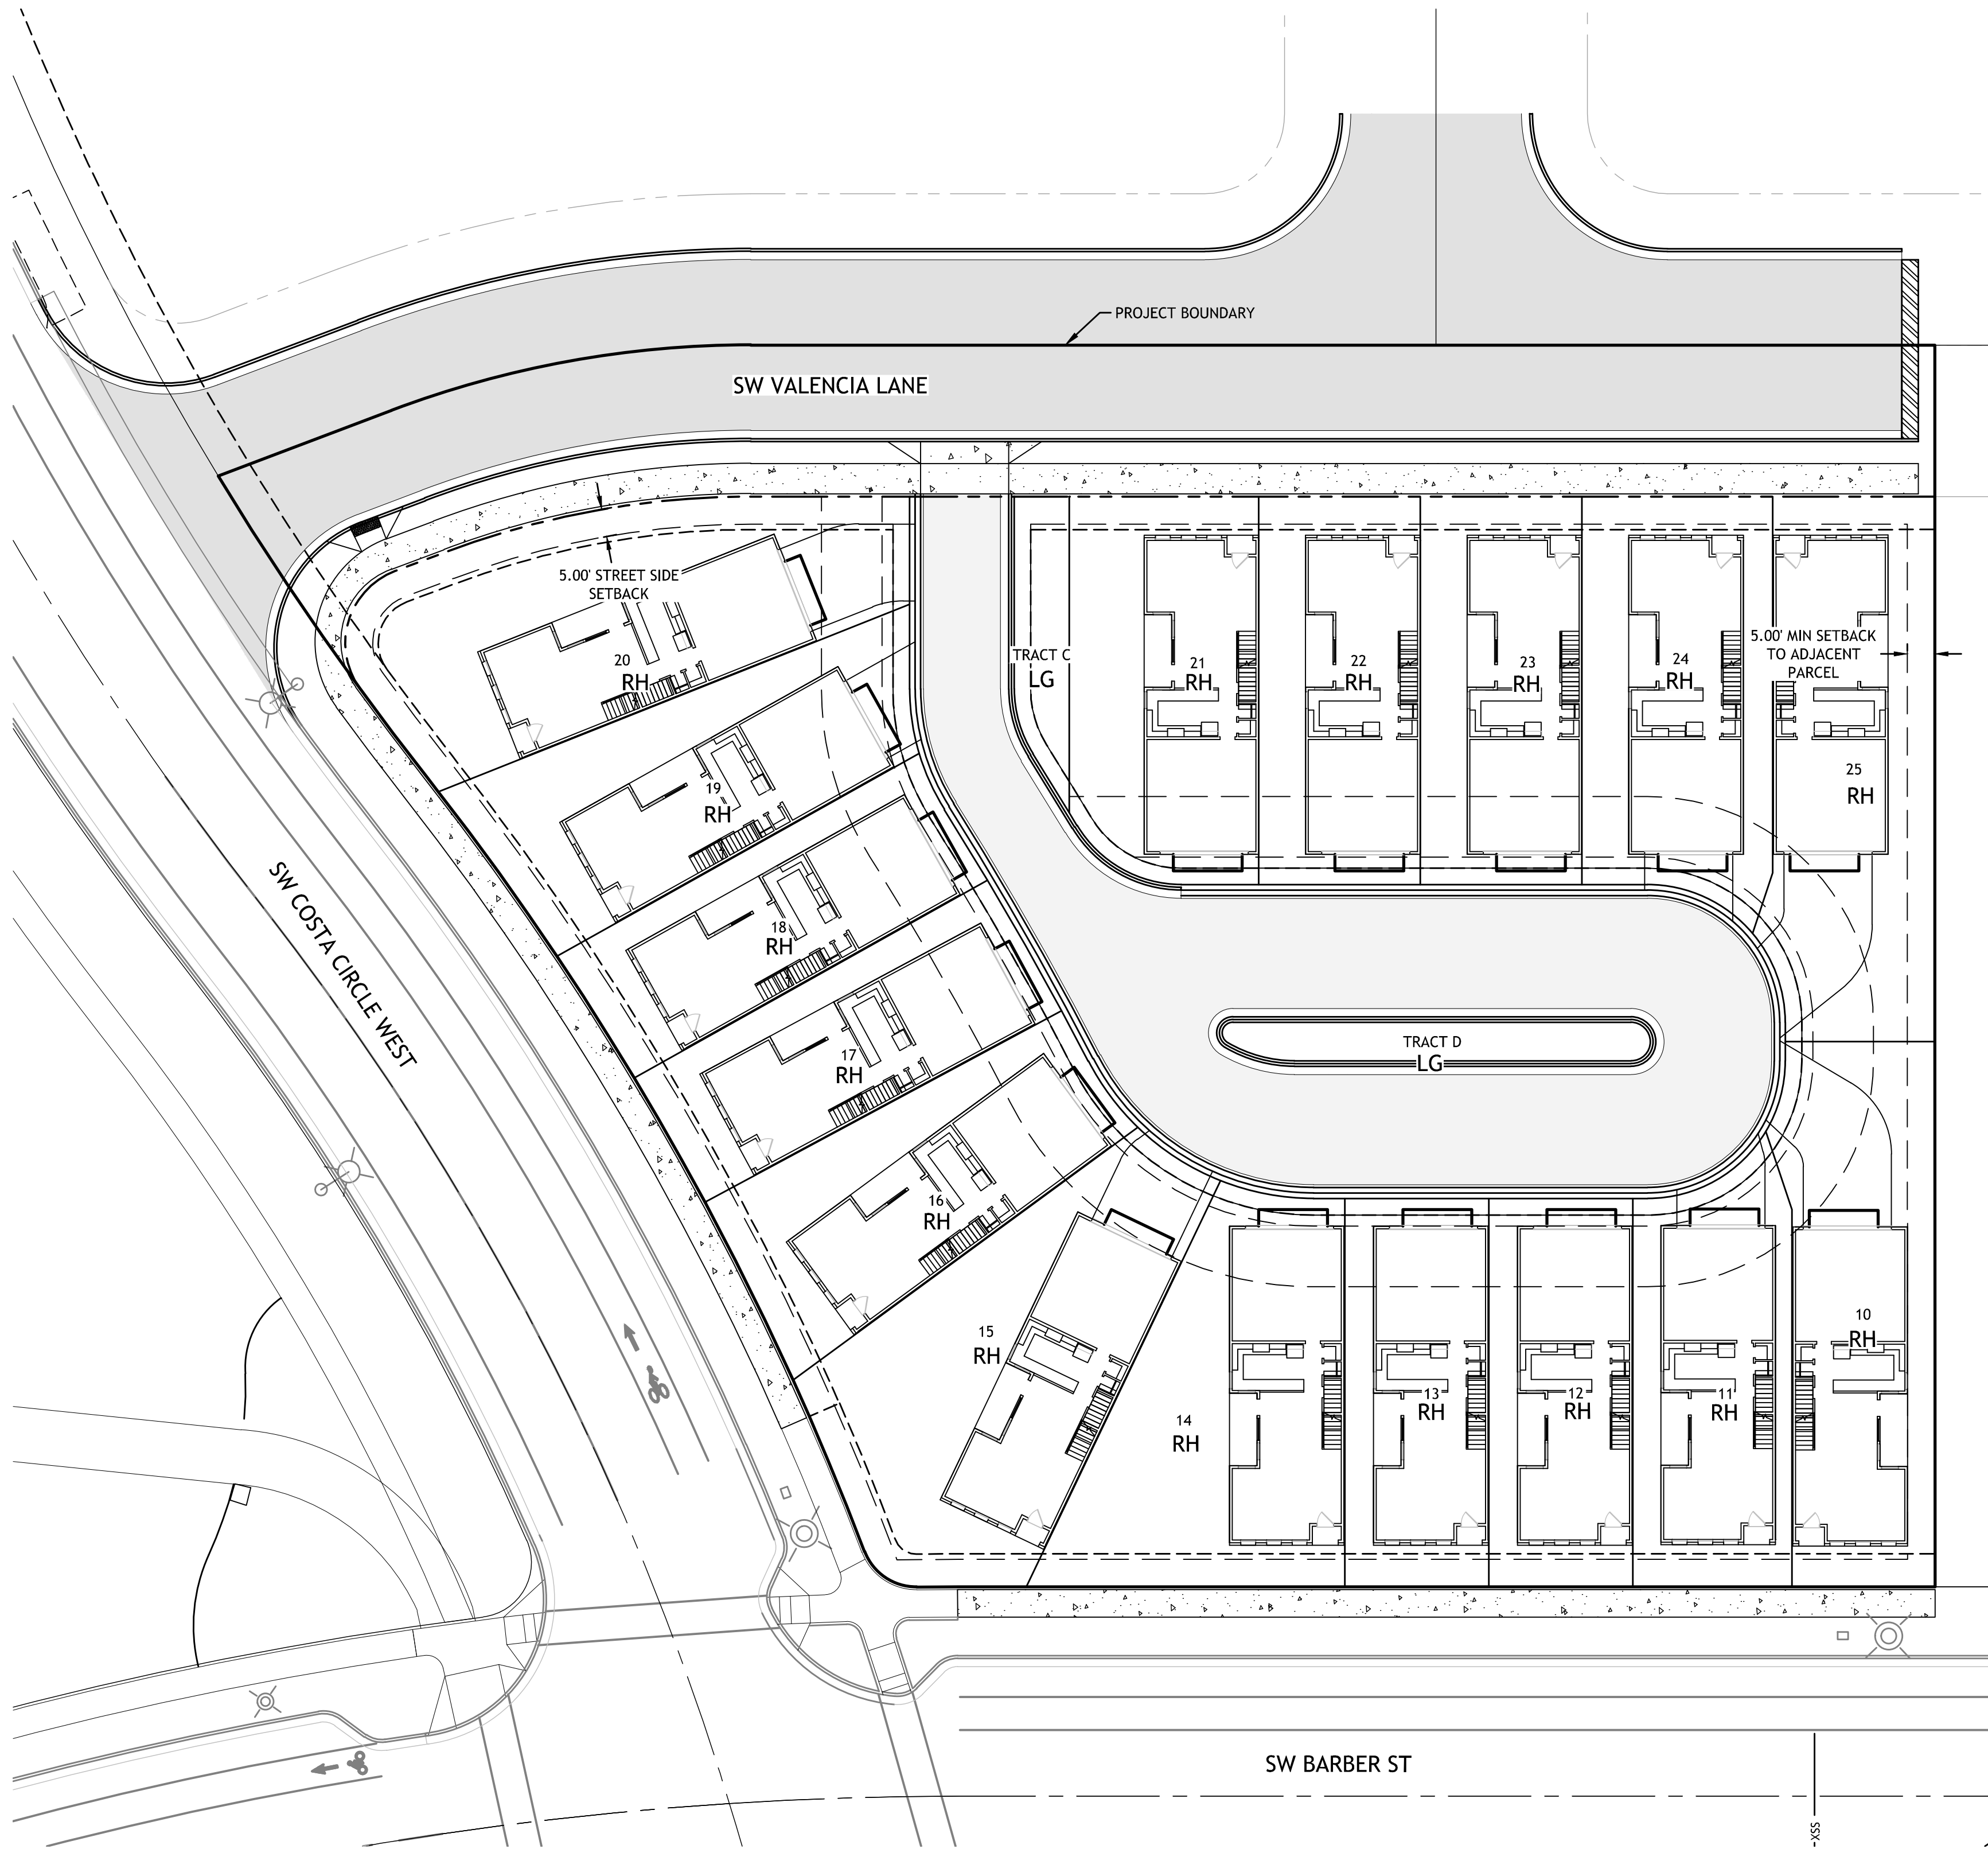 PROJECT BOUNDARY
SW VALENCIA LANE
5.00' STREET SIDE
SETBACK
20
RH
TRACT C
LG
21
RH
22
RH
23
RH
24
RH
5.00' MIN SETBACK
TO ADJACENT
PARCEL
25
RH
19
RH
18
RH
17
RH
16
RH
SW COSTA CIRCLE WEST
TRACT D
LG
15
RH
14
RH
13
RH
12
RH
11
RH
10
RH
SW BARBER ST
XSS